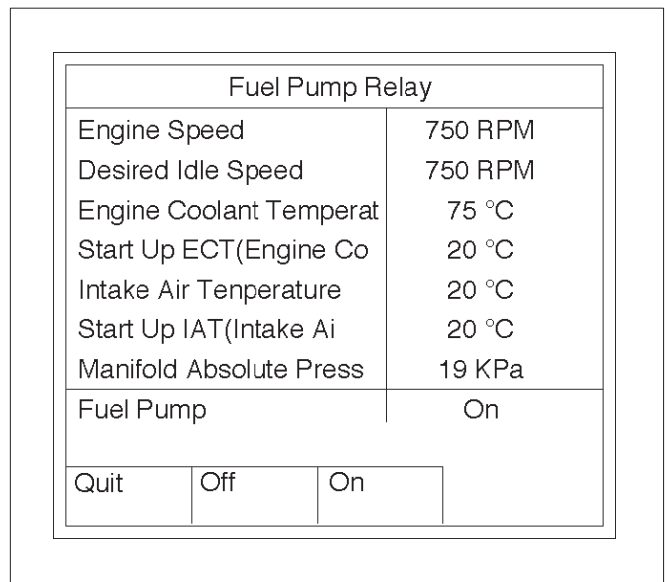 Fuel Pump Relay
Engine Speed 750 RPM
Desired Idle Speed 750 RPM
Engine Coolant Temperat 75 °C
Start Up ECT(Engine Co 20 °C
Intake Air Tenperature 20 °C
Start Up IAT(Intake Ai 20 °C
Manifold Absolute Press 19 KPa
Fuel Pump On
Quit Off On